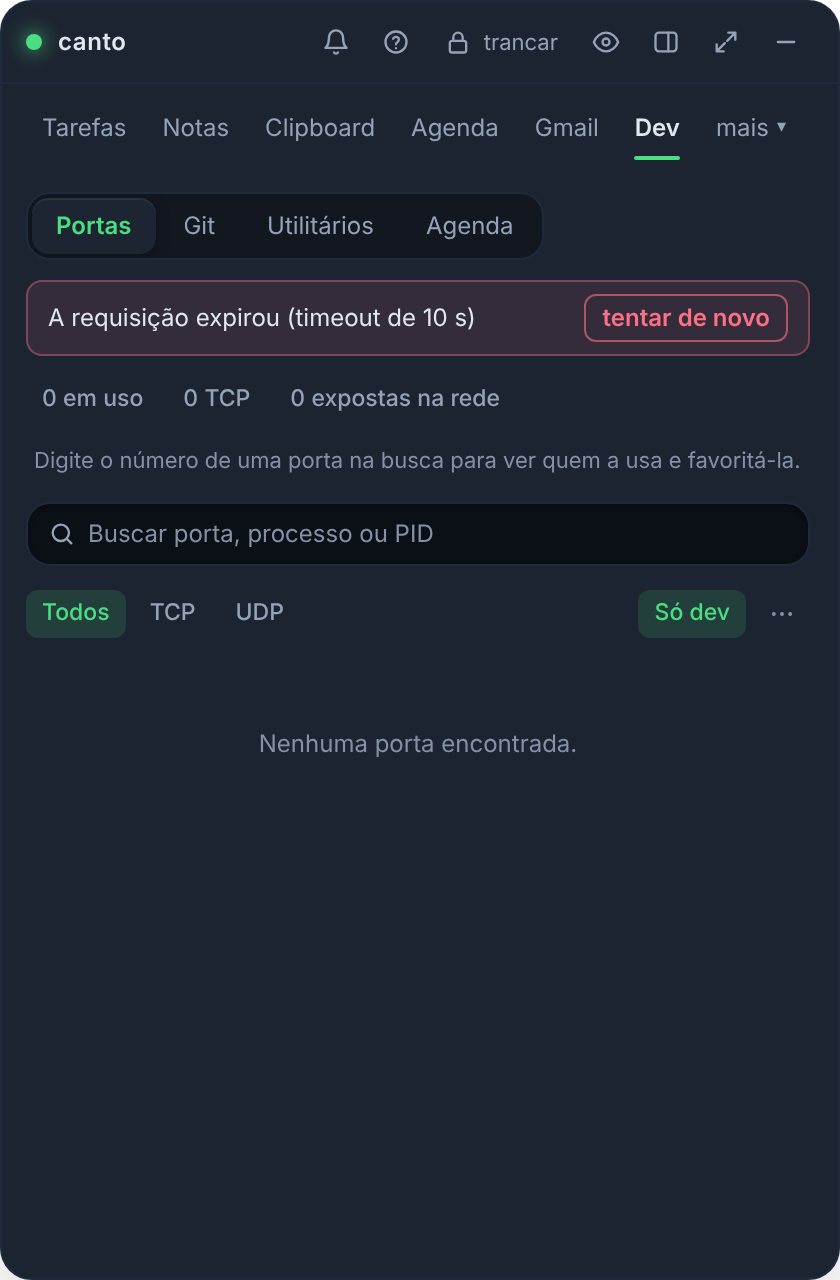 canto trancar
Tarefas Notas Clipboard Agenda Gmail Dev mais ▾
Portas Git Utilitários Agenda
A requisição expirou (timeout de 10 s) tentar de novo
0 em uso 0 TCP 0 expostas na rede
Digite o número de uma porta na busca para ver quem a usa e favoritá-la.
Buscar porta, processo ou PID
Todos TCP UDP Só dev ···
Nenhuma porta encontrada.